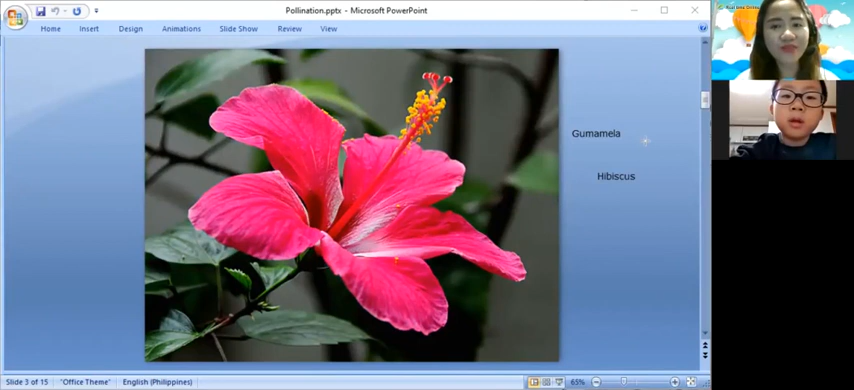 Pollination.pptx - Microsoft PowerPoint
Home Insert Design Animations Slide Show Review View
Gumamela
Hibiscus
Slide 3 of 15 "Office Theme" English (Philippines) 65%